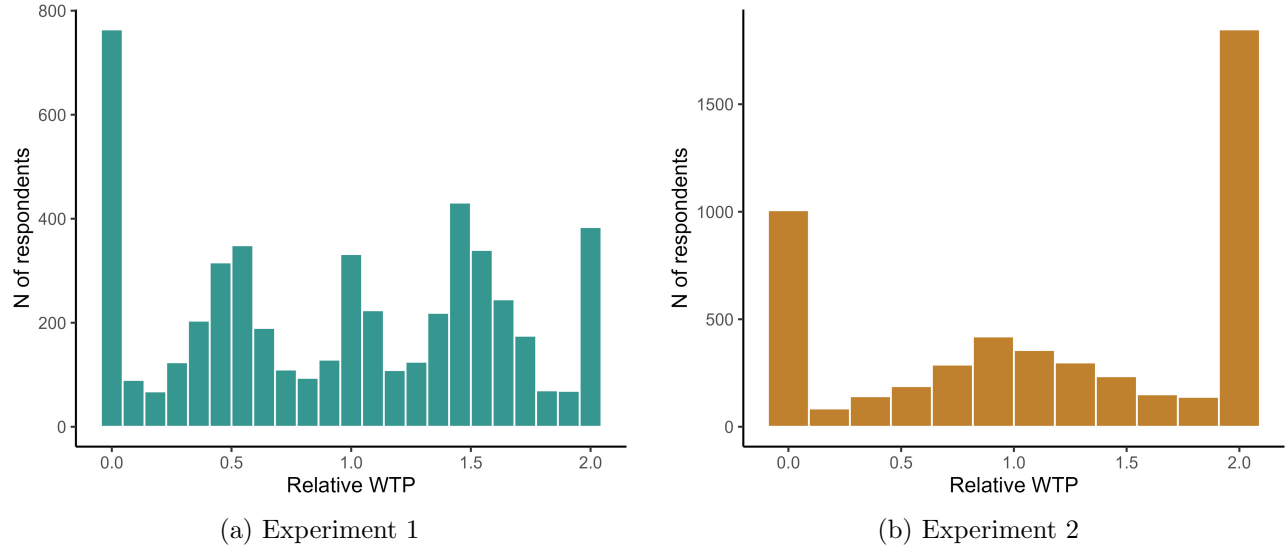 800
600
400
200
0
N of respondents
0.0 0.5 1.0 1.5 2.0
Relative WTP
(a) Experiment 1
1500
1000
500
0
N of respondents
0.0 0.5 1.0 1.5 2.0
Relative WTP
(b) Experiment 2